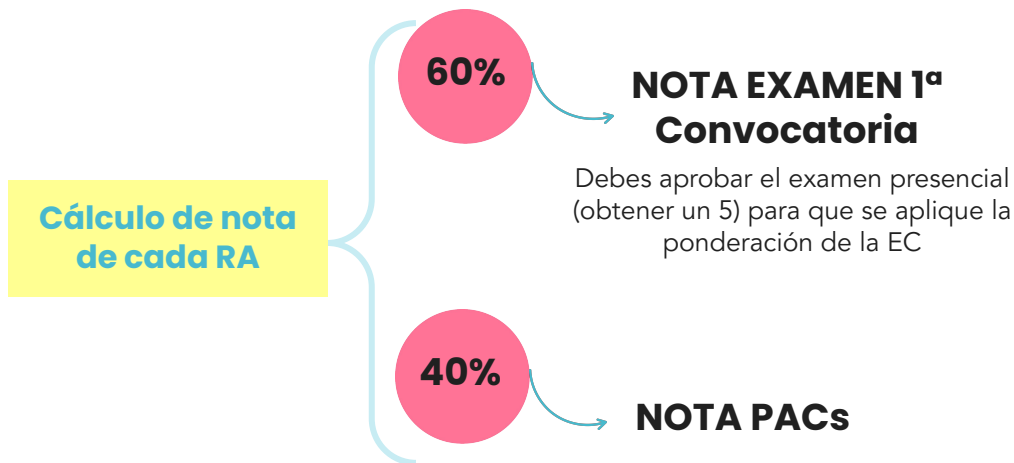 60%
NOTA EXAMEN 1ª
Convocatoria
Debes aprobar el examen presencial
(obtener un 5) para que se aplique la
ponderación de la EC
Cálculo de nota
de cada RA
40%
NOTA PACs